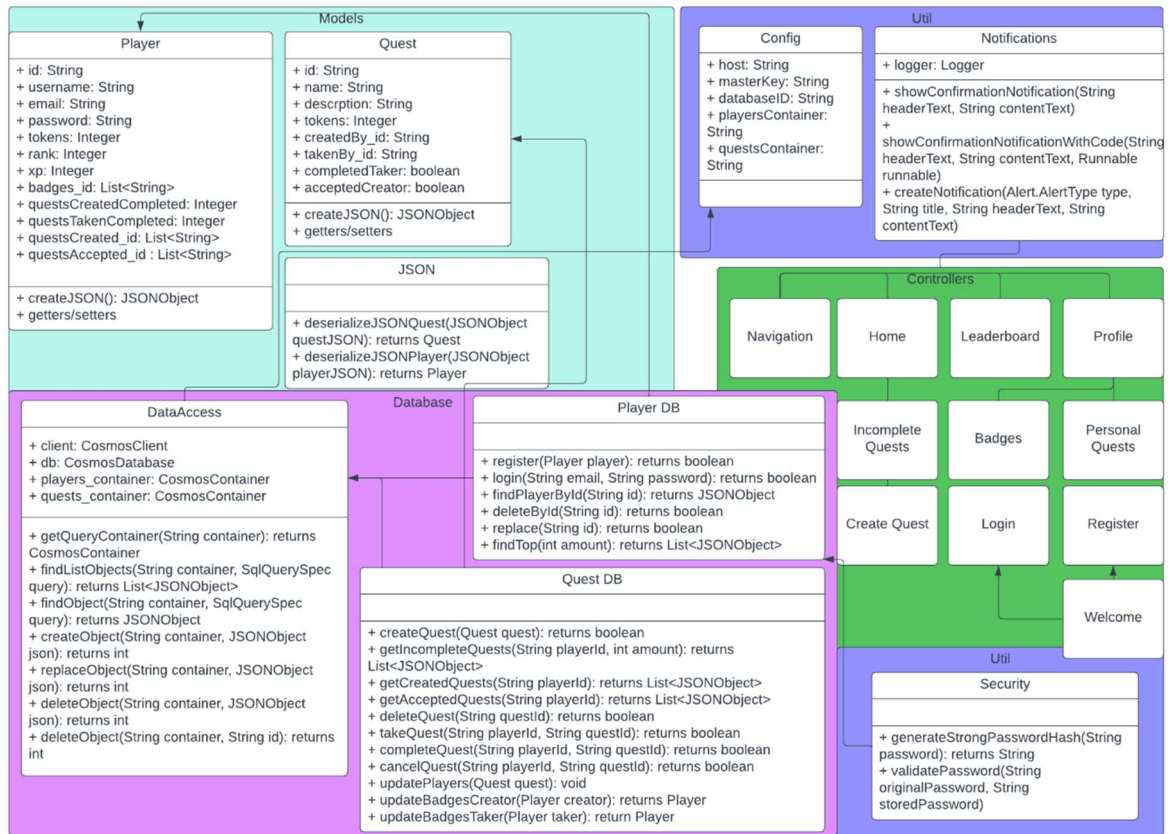 Models
Player
+ id: String
+ username: String
+ email: String
+ password: String
+ tokens: Integer
+ rank: Integer
+ xp: Integer
+ badges_id: List<String>
+ questsCreatedCompleted: Integer
+ questsTakenCompleted: Integer
+ questsCreated_id: List<String>
+ questsAccepted_id : List<String>
+ createJSON(): JSONObject
+ getters/setters
Quest
+ id: String
+ name: String
+ descrption: String
+ tokens: Integer
+ createdBy_id: String
+ takenBy_id: String
+ completedTaker: boolean
+ acceptedCreator: boolean
+ createJSON(): JSONObject
+ getters/setters
JSON
+ deserializeJSONQuest(JSONObject
questJSON): returns Quest
+ deserializeJSONPlayer(JSONObject
playerJSON): returns Player
Util
Config
+ host: String
+ masterKey: String
+ databaseID: String
+ playersContainer:
String
+ questsContainer:
String
Notifications
+ logger: Logger
+ showConfirmationNotification(String
headerText, String contentText)
+
showConfirmationNotificationWithCode(String
headerText, String contentText, Runnable
runnable)
+ createNotification(Alert.AlertType type,
String title, String headerText, String
contentText)
Controllers
Navigation
Home
Leaderboard
Profile
Incomplete
Quests
Badges
Personal
Quests
Create Quest
Login
Register
Welcome
Database
DataAccess
+ client: CosmosClient
+ db: CosmosDatabase
+ players_container: CosmosContainer
+ quests_container: CosmosContainer
+ getQueryContainer(String container): returns
CosmosContainer
+ findListObjects(String container, SqlQuerySpec
query): returns List<JSONObject>
+ findObject(String container, SqlQuerySpec
query): returns JSONObject
+ createObject(String container, JSONObject
json): returns int
+ replaceObject(String container, JSONObject
json): returns int
+ deleteObject(String container, JSONObject
json): returns int
+ deleteObject(String container, String id): returns
int
Player DB
+ register(Player player): returns boolean
+ login(String email, String password): returns boolean
+ findPlayerById(String id): returns JSONObject
+ deleteById(String id): returns boolean
+ replace(String id): returns boolean
+ findTop(int amount): returns List<JSONObject>
Quest DB
+ createQuest(Quest quest): returns boolean
+ getIncompleteQuests(String playerId, int amount): returns
List<JSONObject>
+ getCreatedQuests(String playerId): returns List<JSONObject>
+ getAcceptedQuests(String playerId): returns List<JSONObject>
+ deleteQuest(String questId): returns boolean
+ takeQuest(String playerId, String questId): returns boolean
+ completeQuest(String playerId, String questId): returns boolean
+ cancelQuest(String playerId, String questId): returns boolean
+ updatePlayers(Quest quest): void
+ updateBadgesCreator(Player creator): returns Player
+ updateBadgesTaker(Player taker): return Player
Util
Security
+ generateStrongPasswordHash(String
password): returns String
+ validatePassword(String
originalPassword, String
storedPassword)